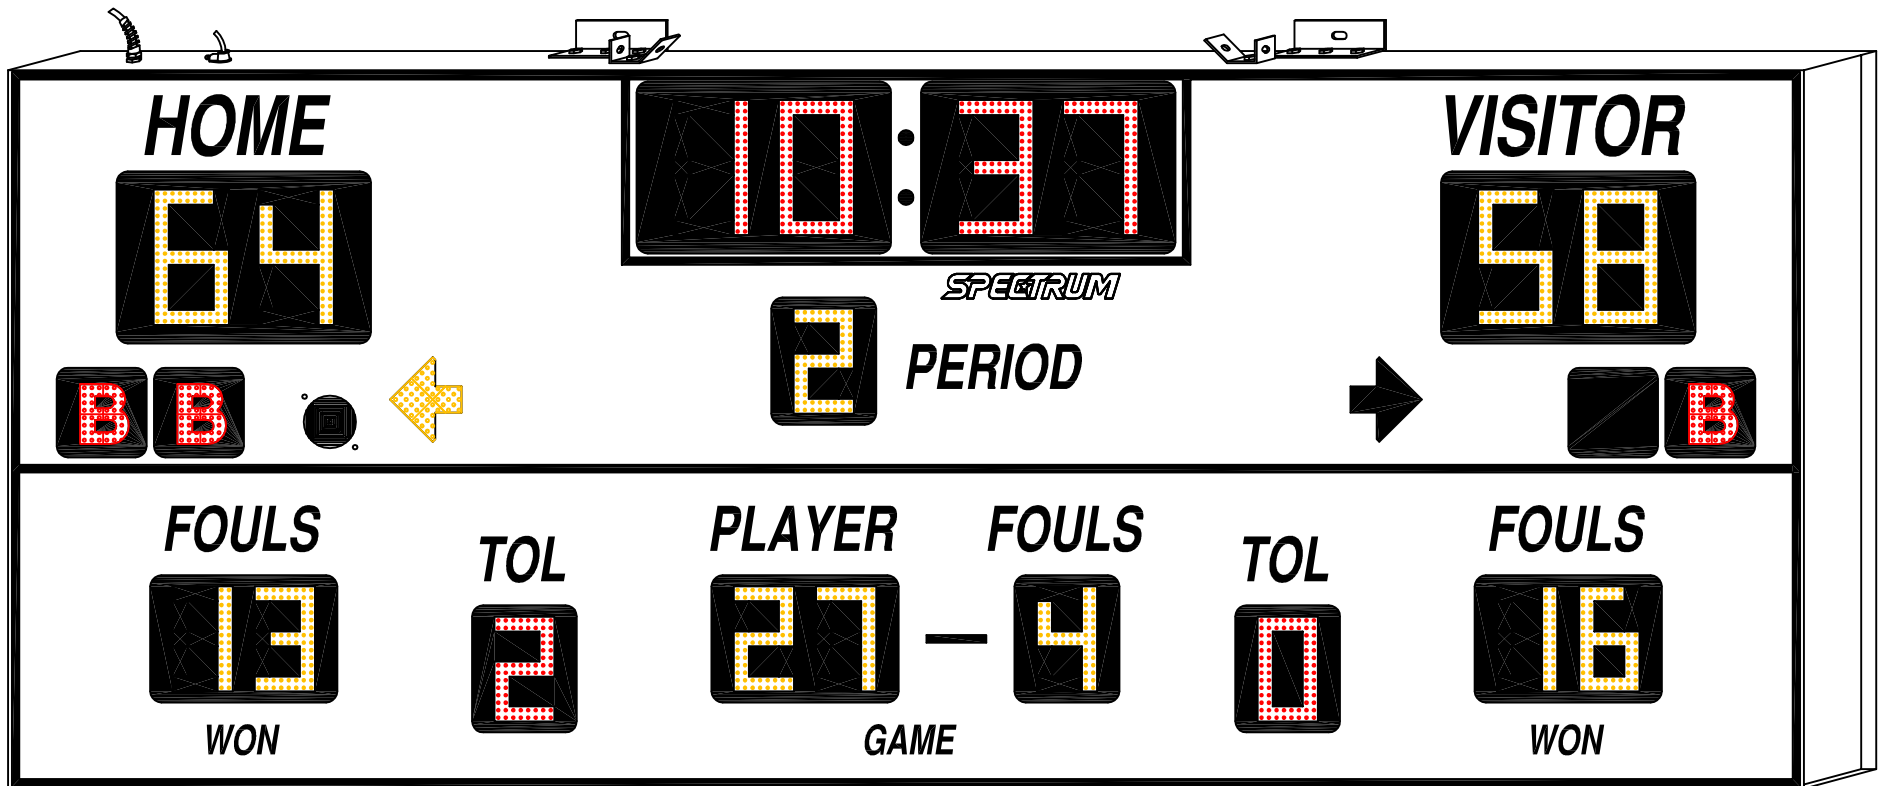 HOME 10:37 VISITOR
64 58
SPECTRUM
2 PERIOD
B B B
FOULS TOL PLAYER FOULS TOL FOULS
13 2 27 - 4 0 16
WON GAME WON